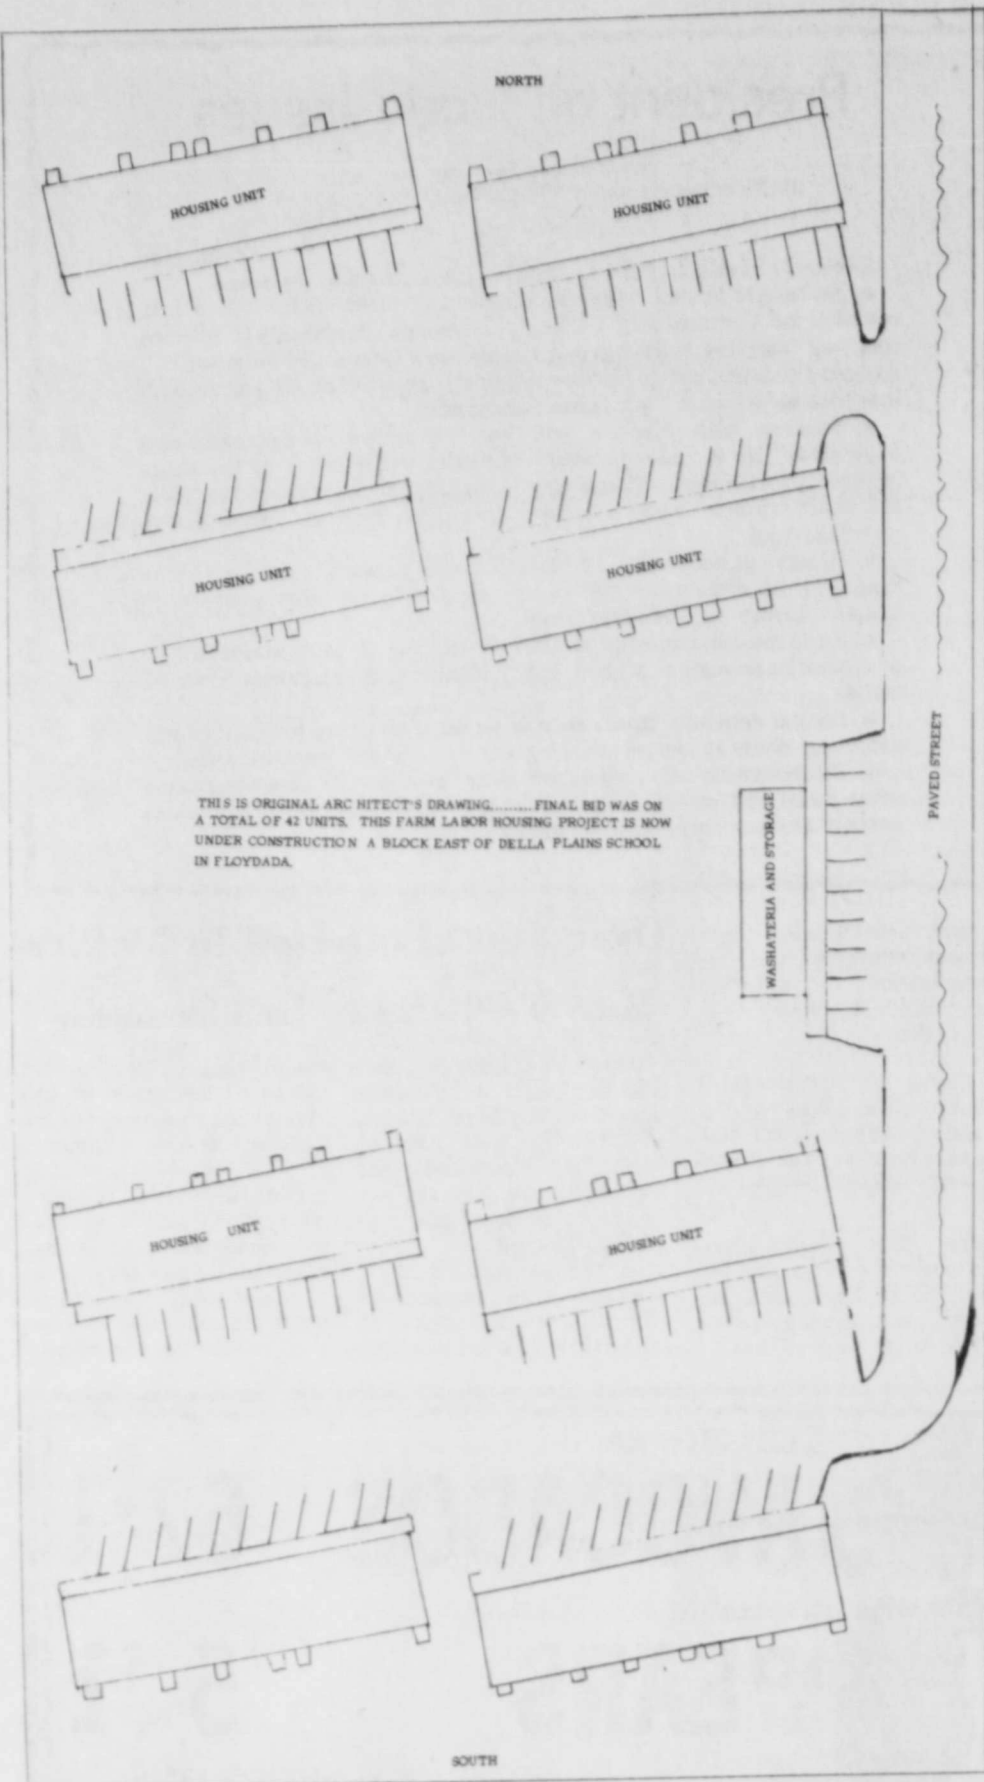 NORTH
HOUSING UNIT
HOUSING UNIT
HOUSING UNIT
HOUSING UNIT
PAVED STREET
THIS IS ORIGINAL ARCHITECT'S DRAWING........FINAL BID WAS ON
A TOTAL OF 42 UNITS. THIS FARM LABOR HOUSING PROJECT IS NOW
UNDER CONSTRUCTION A BLOCK EAST OF DELLA PLAINS SCHOOL
IN FLOYDADA.
WASHATERIA AND STORAGE
HOUSING UNIT
HOUSING UNIT
SOUTH